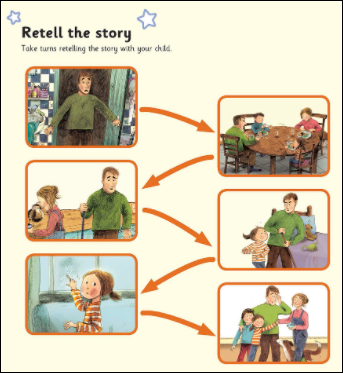 Retell the story
Take turns retelling the story with your child.